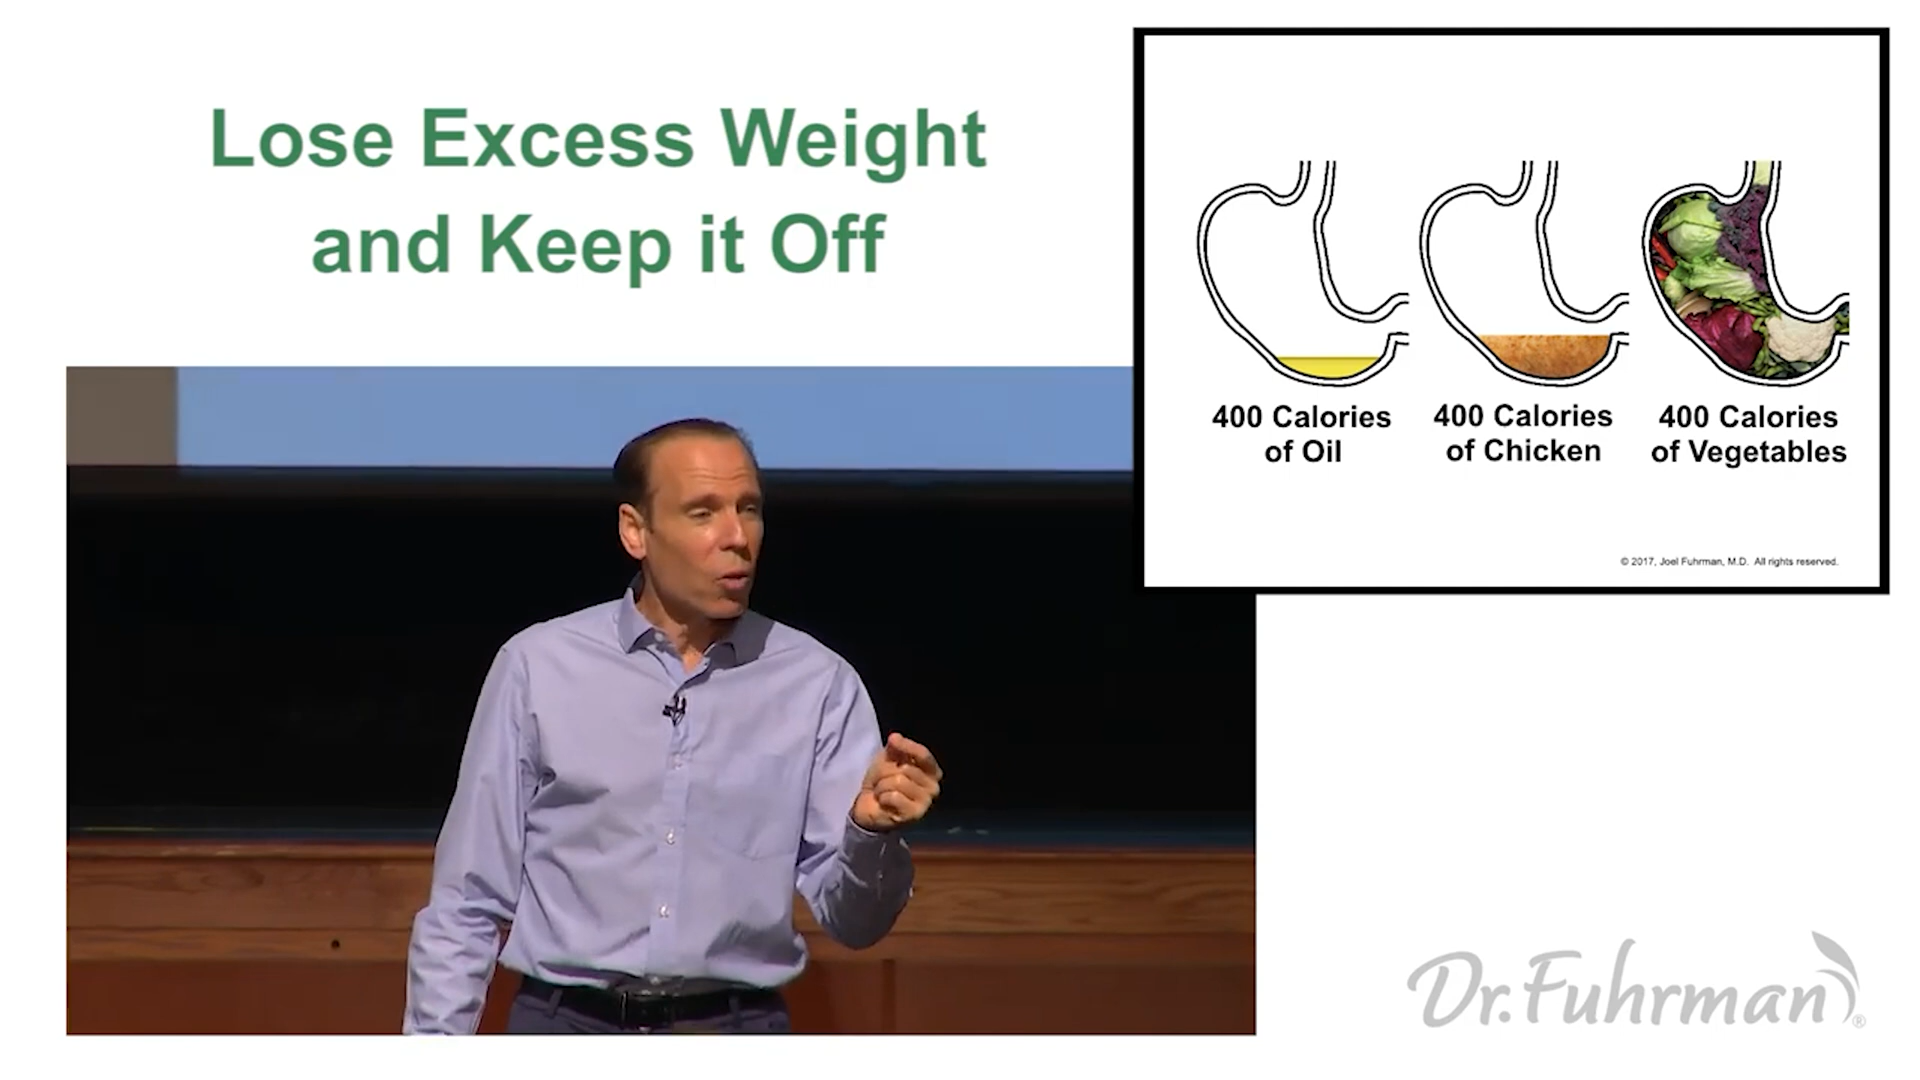 Lose Excess Weight
and Keep it Off
400 Calories
of Oil
400 Calories
of Chicken
400 Calories
of Vegetables
© 2017, Joel Fuhrman, M.D. All rights reserved.
Dr. Fuhrman®